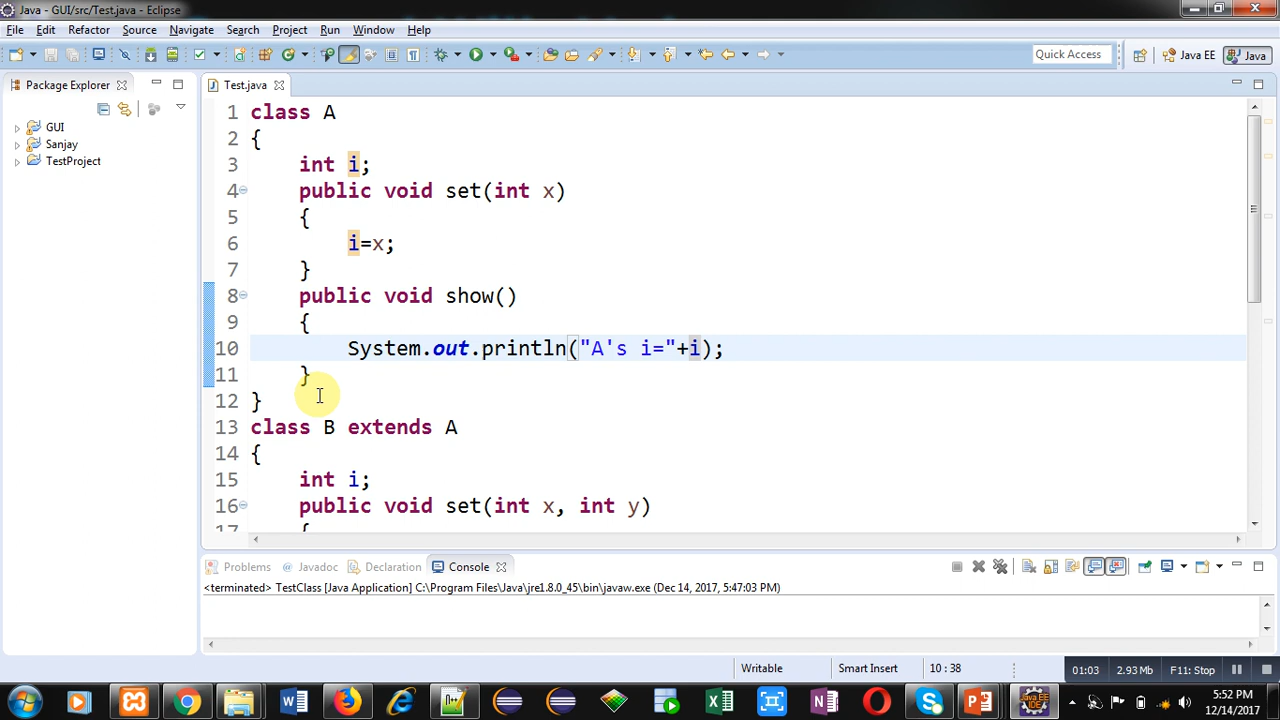 Java - GUI/src/Test.java - Eclipse
File Edit Refactor Source Navigate Search Project Run Window Help
Quick Access Java EE Java
Package Explorer
GUI
Sanjay
TestProject
Test.java
1 class A
2 {
3 int i;
4 public void set(int x)
5 {
6 i=x;
7 }
8 public void show()
9 {
10 System.out.println("A's i="+i);
11 }
12 }
13 class B extends A
14 {
15 int i;
16 public void set(int x, int y)
17 {
Problems Javadoc Declaration Console
<terminated> TestClass [Java Application] C:\Program Files\Java\jre1.8.0_45\bin\javaw.exe (Dec 14, 2017, 5:47:03 PM)
Writable Smart Insert 10 : 38 01:03 2.93 Mb F11: Stop
5:52 PM
12/14/2017